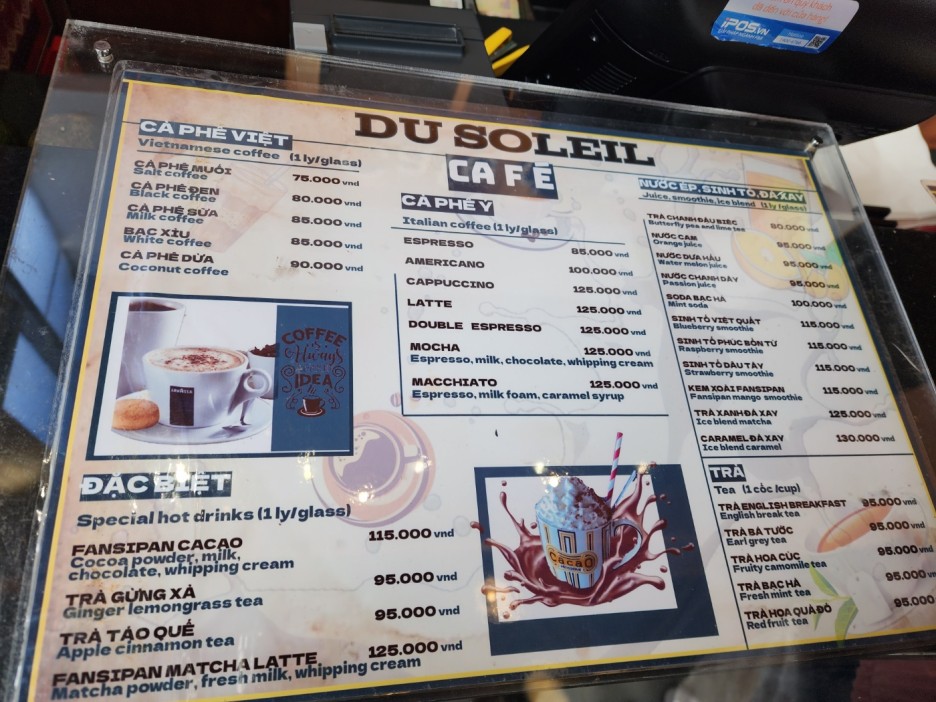 quý khách
đã đến với cửa hàng!
iPOS.VN
DU SOLEIL
CAFÉ
CÀ PHÊ VIỆT
Vietnamese coffee (1 ly/glass)
CÀ PHÊ MUỐI 75.000 vnd
Salt coffee
CÀ PHÊ ĐEN 80.000 vnd
Black coffee
CÀ PHÊ SỮA 85.000 vnd
Milk coffee
BẠC XỈU 85.000 vnd
White coffee
CÀ PHÊ DỪA 90.000 vnd
Coconut coffee
COFFEE
is
Always
IDEA
LAVAZZA
ĐẶC BIỆT
Special hot drinks (1 ly/glass)
FANSIPAN CACAO 115.000 vnd
Cocoa powder, milk,
chocolate, whipping cream
TRÀ GỪNG XẢ 95.000 vnd
Ginger lemongrass tea
TRÀ TÁO QUẾ 95.000 vnd
Apple cinnamon tea
FANSIPAN MATCHA LATTE 125.000 vnd
Matcha powder, fresh milk, whipping cream
CÀ PHÊ Ý
Italian coffee (1 ly/glass)
ESPRESSO 85.000 vnd
AMERICANO 100.000 vnd
CAPPUCCINO 125.000 vnd
LATTE 125.000 vnd
DOUBLE ESPRESSO 125.000 vnd
MOCHA 125.000 vnd
Espresso, milk, chocolate, whipping cream
MACCHIATO 125.000 vnd
Espresso, milk foam, caramel syrup
CacaO
NƯỚC ÉP, SINH TỐ, ĐÁ XAY
Juice, smoothie, ice blend (1 ly/glass)
TRÀ CHANH ĐẬU BIẾC 80.000 vnd
Butterfly pea and lime tea
NƯỚC CAM 95.000 vnd
Orange juice
NƯỚC DƯA HẤU 95.000 vnd
Water melon juice
NƯỚC CHANH DÂY 95.000 vnd
Passion juice
SODA BẠC HÀ 100.000 vnd
Mint soda
SINH TỐ VIỆT QUẤT 115.000 vnd
Blueberry smoothie
SINH TỐ PHÚC BỒN TỬ 115.000 vnd
Raspberry smoothie
SINH TỐ DÂU TÂY 115.000 vnd
Strawberry smoothie
KEM XOÀI FANSIPAN 115.000 vnd
Fansipan mango smoothie
TRÀ XANH ĐÁ XAY 125.000 vnd
Ice blend matcha
CARAMEL ĐÁ XAY 130.000 vnd
Ice blend caramel
TRÀ
Tea (1 cốc /cup)
TRÀ ENGLISH BREAKFAST 95.000 vnd
English break tea
TRÀ BÁ TƯỚC 95.000 vnd
Earl grey tea
TRÀ HOA CÚC 95.000 vnd
Fruity camomile tea
TRÀ BẠC HÀ 95.000 vnd
Fresh mint tea
TRÀ HOA QUẢ ĐỎ 95.000
Red fruit tea